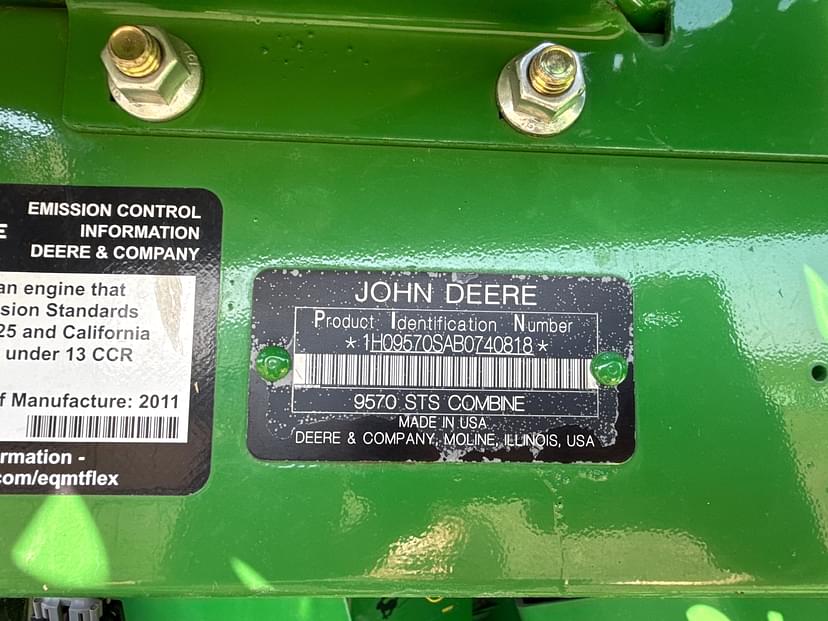 E
EMISSION CONTROL
INFORMATION
DEERE & COMPANY
an engine that
sion Standards
25 and California
under 13 CCR
f Manufacture: 2011
rmation -
com/eqmtflex
JOHN DEERE
Product Identification Number
*1H09570SAB0740818*
9570 STS COMBINE
MADE IN USA
DEERE & COMPANY, MOLINE, ILLINOIS, USA